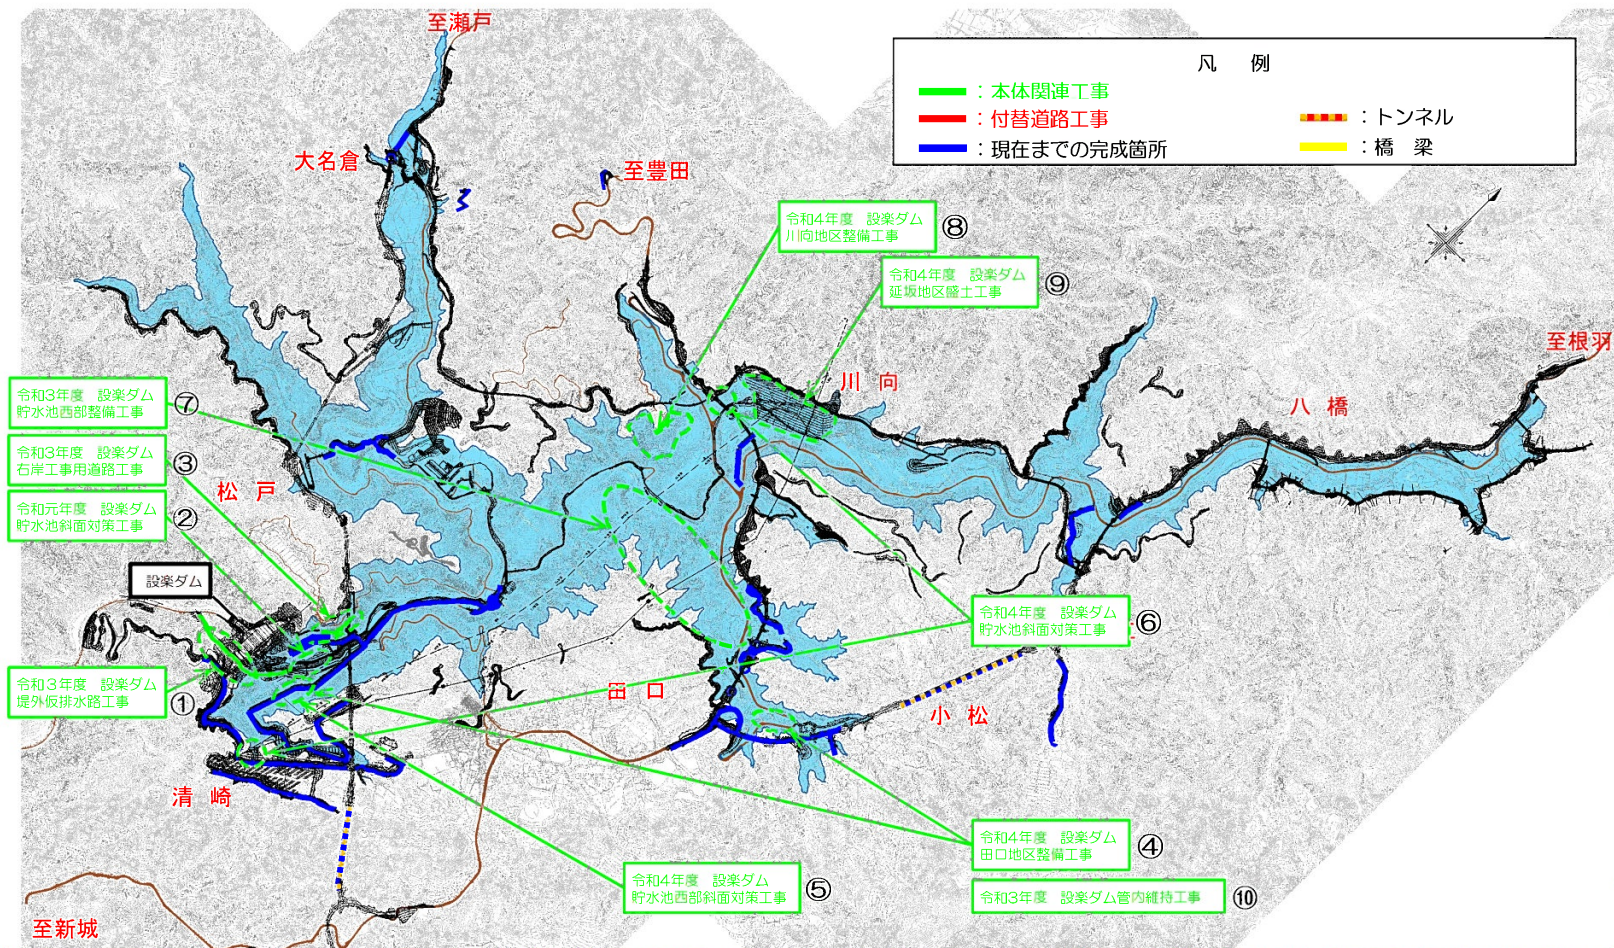 至瀬戸
凡 例
：本体関連工事
：付替道路工事
：トンネル
：現在までの完成箇所
：橋 梁
大名倉
至豊田
令和4年度 設楽ダム
川向地区整備工事
⑧
令和4年度 設楽ダム
延坂地区盛土工事
⑨
至根羽
川 向
八 橋
令和3年度 設楽ダム
貯水池西部整備工事
⑦
令和3年度 設楽ダム
右岸工事用道路工事
③
松 戸
令和元年度 設楽ダム
貯水池斜面対策工事
②
設楽ダム
令和4年度 設楽ダム
貯水池斜面対策工事
⑥
令和３年度 設楽ダム
堤外仮排水路工事
①
田 口
小 松
清 崎
令和4年度 設楽ダム
田口地区整備工事
④
令和4年度 設楽ダム
貯水池西部斜面対策工事
⑤
令和3年度 設楽ダム管内維持工事
⑩
至新城